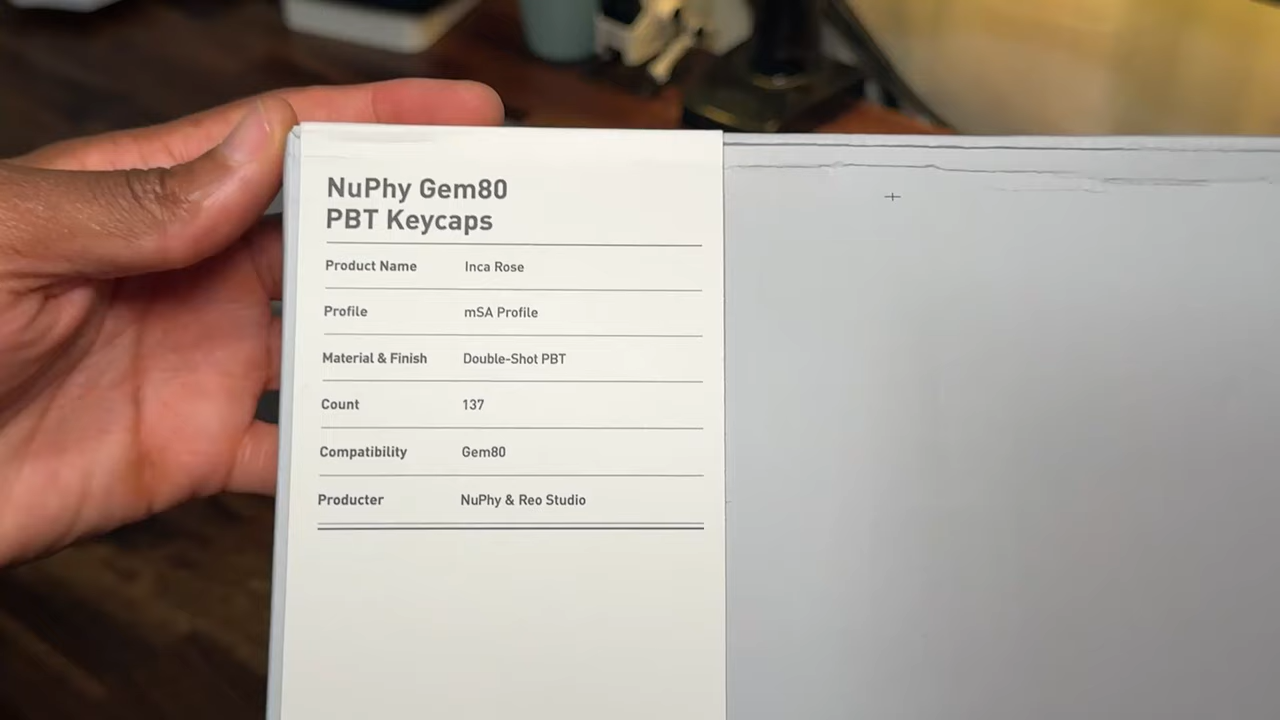 NuPhy Gem80
PBT Keycaps
Product Name Inca Rose
Profile mSA Profile
Material & Finish Double-Shot PBT
Count 137
Compatibility Gem80
Producter NuPhy & Reo Studio